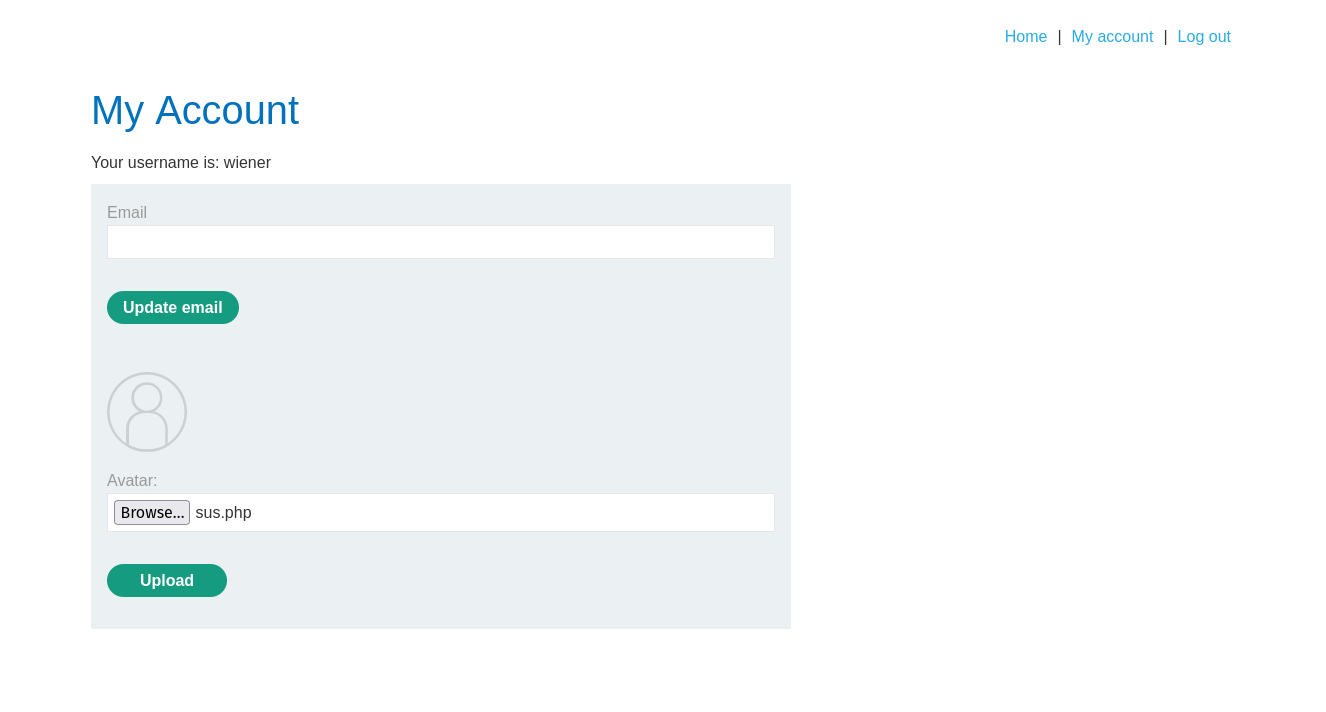 Home | My account | Log out
My Account
Your username is: wiener
Email
Update email
Avatar:
Browse... sus.php
Upload